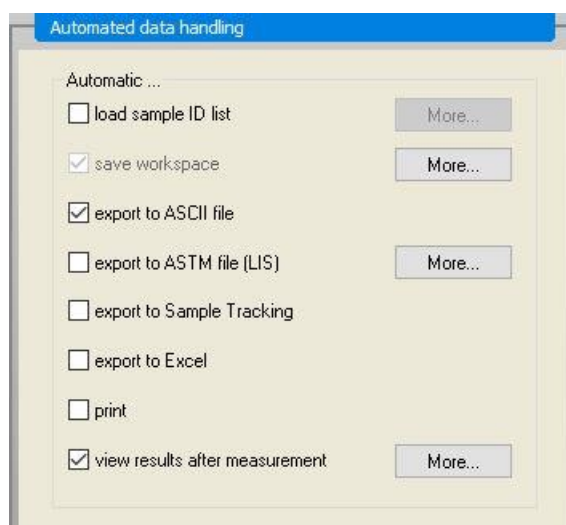 Automated data handling
Automatic ...
load sample ID list More...
save workspace More...
export to ASCII file
export to ASTM file (LIS) More...
export to Sample Tracking
export to Excel
print
view results after measurement More...